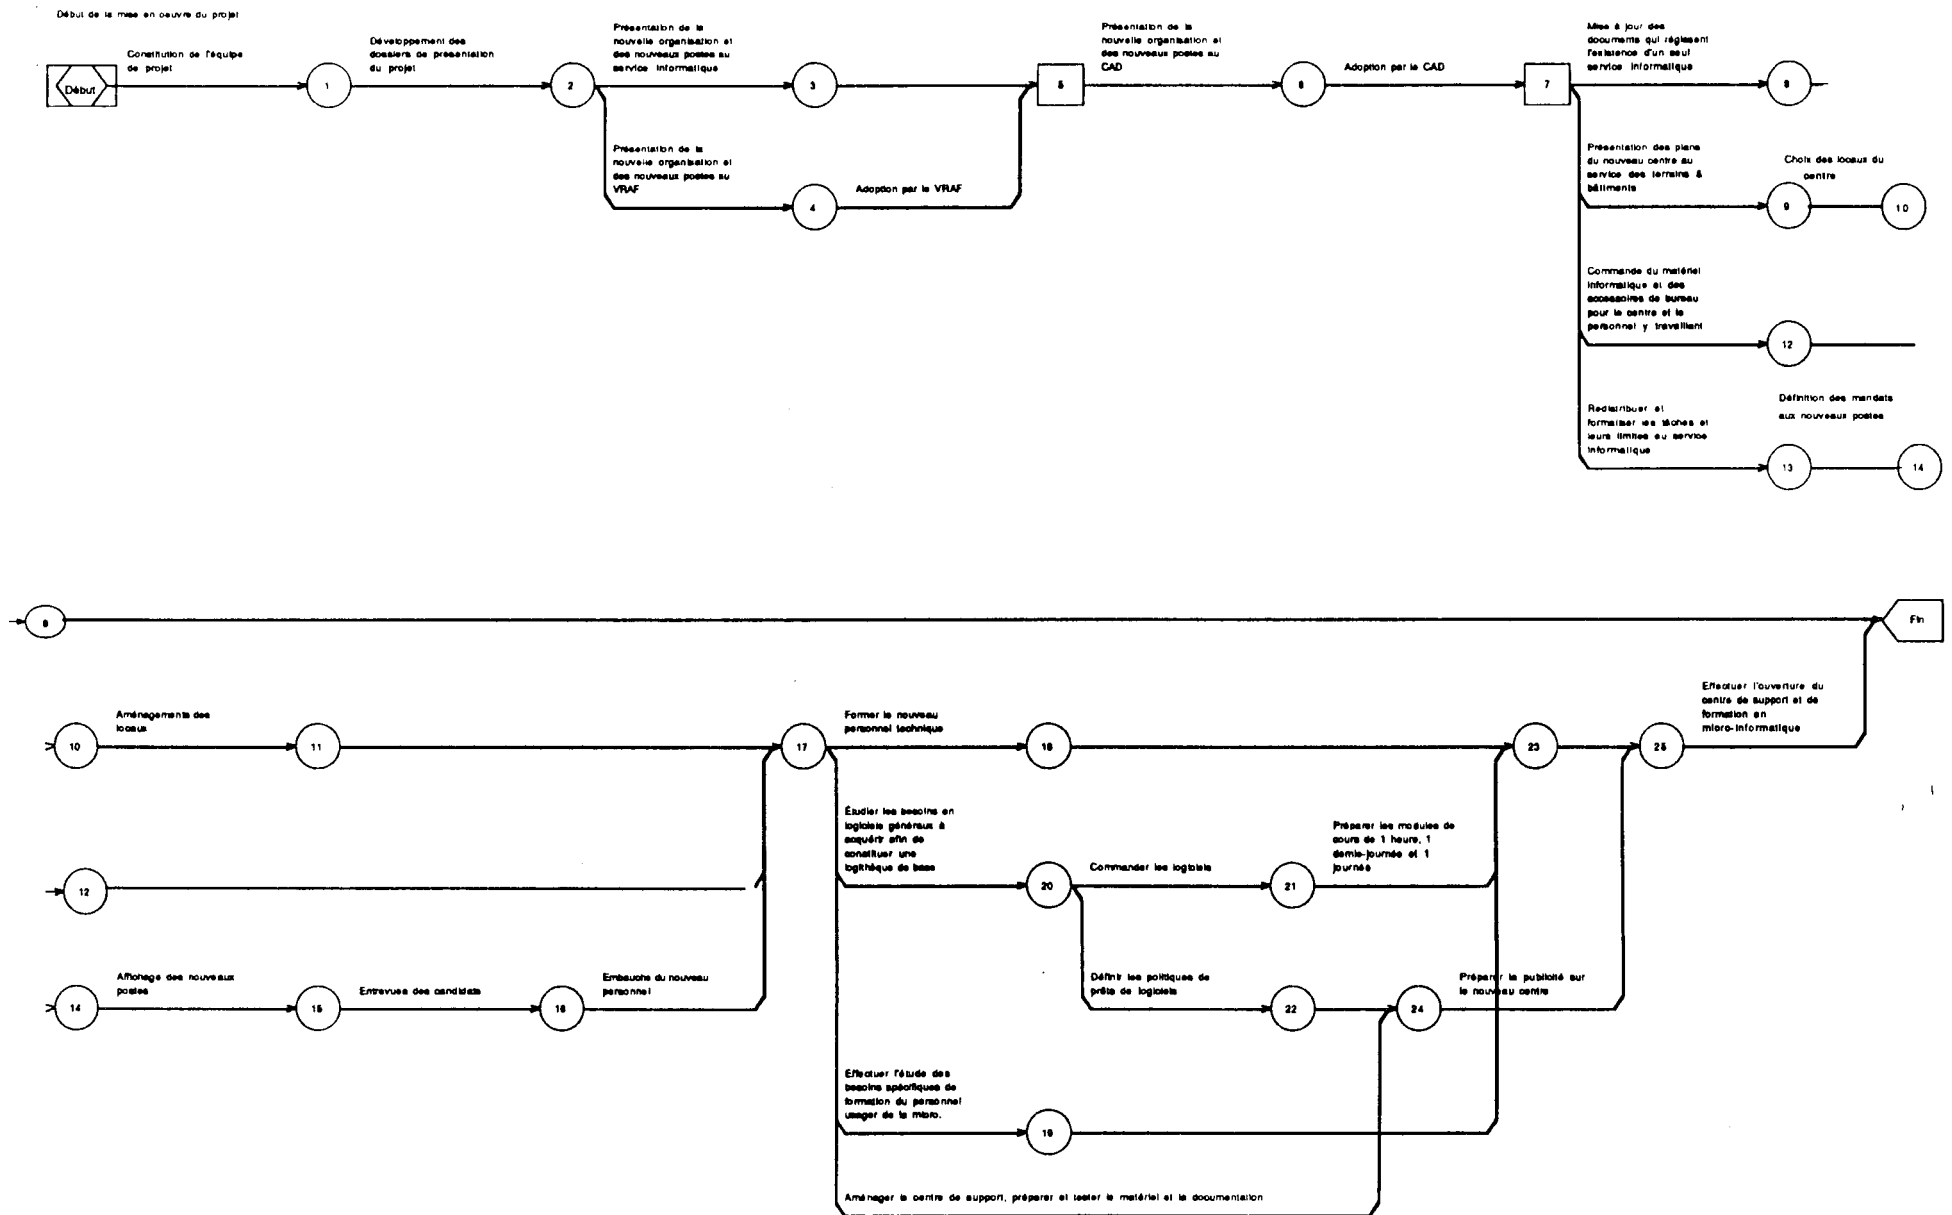 Début de la mise en oeuvre du projet
Début
Constitution de l'équipe
de projet
1
Développement des
dossiers de présentation
du projet
2
Présentation de la
nouvelle organisation et
des nouveaux postes au
service informatique
3
Présentation de la
nouvelle organisation et
des nouveaux postes au
VRAF
4
Adoption par le VRAF
5
Présentation de la
nouvelle organisation et
des nouveaux postes au
CAD
6
Adoption par le CAD
7
Mise à jour des
documents qui règlissent
l'existence d'un seul
service informatique
8
Présentation des plans
du nouveau centre au
service des terrains &
bâtiments
9
Choix des locaux du
centre
10
Commande du matériel
informatique et des
accessoires de bureau
pour le centre et le
personnel y travaillant
12
Redistribuer et
formaliser les tâches et
leurs limites au service
informatique
13
Définition des mandats
aux nouveaux postes
14
8
Fin
10
Aménagements des
locaux
11
17
Former le nouveau
personnel technique
18
23
25
Effectuer l'ouverture du
centre de support et de
formation en
micro-informatique
12
Étudier les besoins en
logiciels généraux à
acquérir afin de
constituer une
logithèque de base
20
Commander les logiciels
21
Préparer les modules de
cours de 1 heure, 1
demie-journée et 1
journée
14
Affichage des nouveaux
postes
15
Entrevues des candidats
16
Embauche du nouveau
personnel
Définir les politiques de
prêts de logiciels
22
24
Préparer la publicité sur
le nouveau centre
Effectuer l'étude des
besoins spécifiques de
formation du personnel
usager de la micro.
19
Aménager le centre de support, préparer et tester le matériel et la documentation